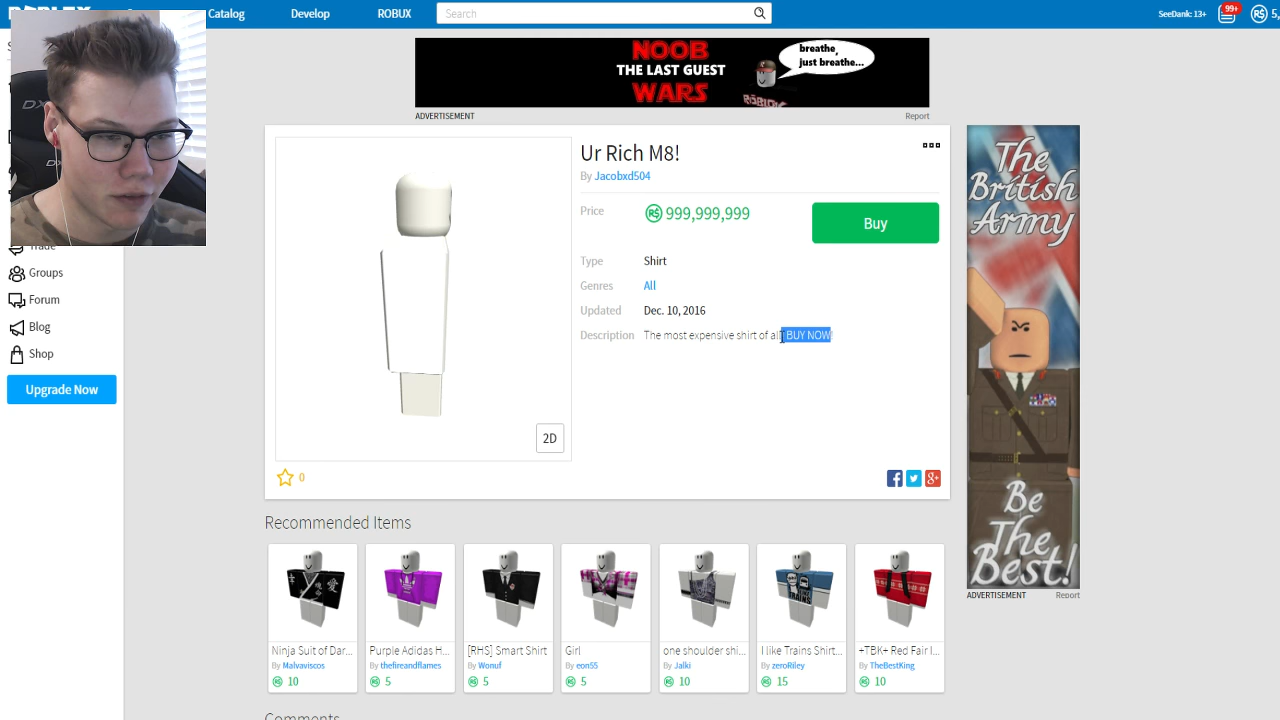 Catalog Develop ROBUX Search SeeDank: 13+ 99+
NOOB
THE LAST GUEST
WARS
breathe,
just breathe...
ROBLOX
ADVERTISEMENT Report
Ur Rich M8!
By Jacobxd504
Price R$ 999,999,999 Buy
Type Shirt
Genres All
Updated Dec. 10, 2016
Description The most expensive shirt of all! BUY NOW!
2D
0
Trade
Groups
Forum
Blog
Shop
Upgrade Now
The
British
Army
Be
The
Best!
ADVERTISEMENT Report
Recommended Items
Ninja Suit of Dar... Purple Adidas H... [RHS] Smart Shirt Girl one shoulder shi... I like Trains Shirt... +TBK+ Red Fair I...
By Malvaviscos By thefireandflames By Wonuf By eon55 By Jalki By zeroRiley By TheBestKing
10 5 5 5 10 15 10
Comments